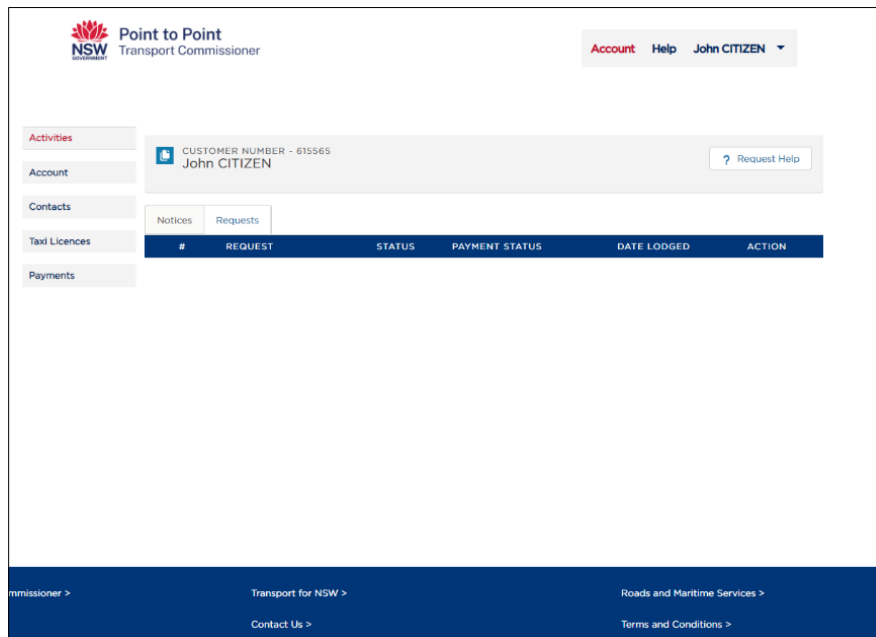 Point to Point
Transport Commissioner
NSW
GOVERNMENT
Account Help John CITIZEN
Activities
Account
Contacts
Taxi Licences
Payments
CUSTOMER NUMBER - 615565
John CITIZEN
? Request Help
Notices Requests
# REQUEST STATUS PAYMENT STATUS DATE LODGED ACTION
mmissioner > Transport for NSW > Roads and Maritime Services >
Contact Us > Terms and Conditions >